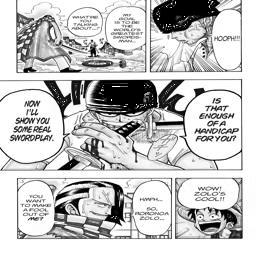 HOOPH!!!
MY
GOAL
IS TO BE
THE
WORLD'S
GREATEST
SWORDS-
MAN...
WHAT'RE
YOU
TALKING
ABOUT...
IS
THAT
ENOUGH
OF A
HANDICAP
FOR YOU?
NOW
I'LL
SHOW YOU
SOME REAL
SWORDPLAY.
WOW!
ZOLO'S
COOL!!
HMPH...
SO,
RORONOA
ZOLO...
YOU
WANT
TO MAKE
A FOOL
OUT OF
ME?